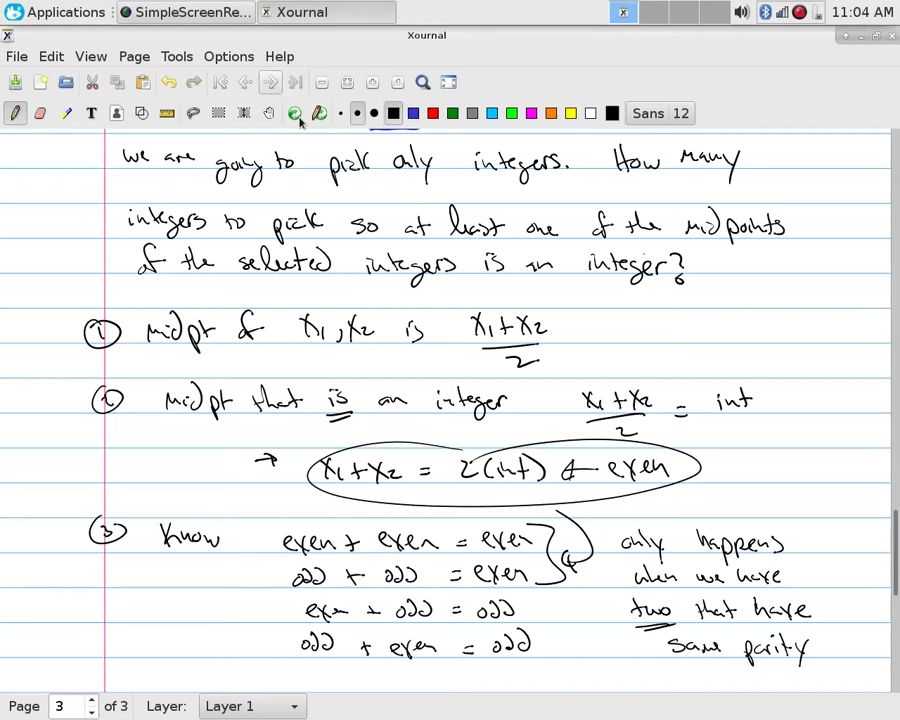 Applications
SimpleScreenRe...
Xournal
11:04 AM
Xournal
File Edit View Page Tools Options Help
Sans 12
we are going to pick only integers. How many
integers to pick so at least one of the midpoints
of the selected integers is an integer?
① midpt of x₁, x₂ is (x₁+x₂)/2
② midpt that is an integer (x₁+x₂)/2 = int
→ x₁+x₂ = 2(int) ← even
③ Know even + even = even only happens
odd + odd = even when we have
even + odd = odd two that have
odd + even = odd same parity
Page 3 of 3 Layer: Layer 1